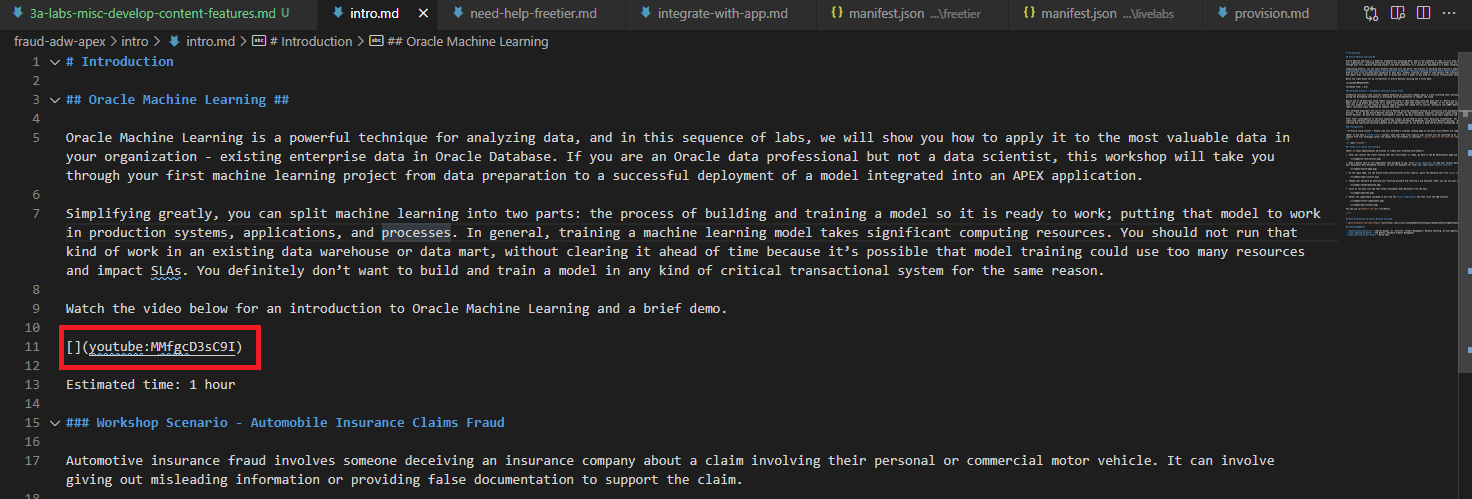 3a-labs-misc-develop-content-features.md U
intro.md
need-help-freetier.md
integrate-with-app.md
{} manifest.json ...\freetier
{} manifest.json ...\livelabs
provision.md
fraud-adw-apex > intro > intro.md > # Introduction > ## Oracle Machine Learning
1 # Introduction
2
3 ## Oracle Machine Learning ##
4
5 Oracle Machine Learning is a powerful technique for analyzing data, and in this sequence of labs, we will show you how to apply it to the most valuable data in
your organization - existing enterprise data in Oracle Database. If you are an Oracle data professional but not a data scientist, this workshop will take you
through your first machine learning project from data preparation to a successful deployment of a model integrated into an APEX application.
6
7 Simplifying greatly, you can split machine learning into two parts: the process of building and training a model so it is ready to work; putting that model to work
in production systems, applications, and processes. In general, training a machine learning model takes significant computing resources. You should not run that
kind of work in an existing data warehouse or data mart, without clearing it ahead of time because it’s possible that model training could use too many resources
and impact SLAs. You definitely don’t want to build and train a model in any kind of critical transactional system for the same reason.
8
9 Watch the video below for an introduction to Oracle Machine Learning and a brief demo.
10
11 [](youtube:MMfgcD3sC9I)
12
13 Estimated time: 1 hour
14
15 ### Workshop Scenario - Automobile Insurance Claims Fraud
16
17 Automotive insurance fraud involves someone deceiving an insurance company about a claim involving their personal or commercial motor vehicle. It can involve
giving out misleading information or providing false documentation to support the claim.
18